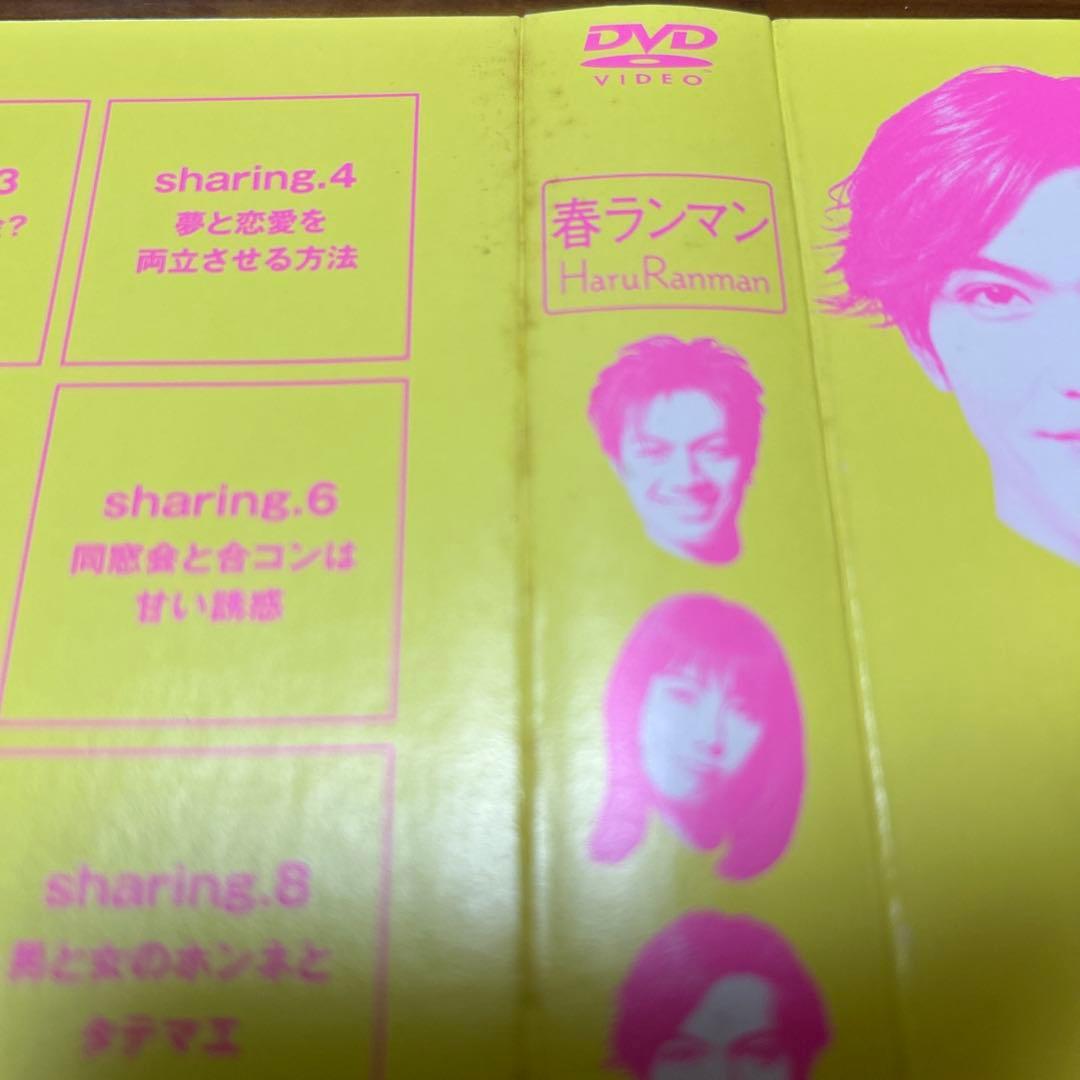 3
?
sharing.4
夢と恋愛を
両立させる方法
sharing.6
同窓会と合コンは
甘い誘惑
sharing.8
男と女のホンネと
タテマエ
DVD
VIDEO™
春ランマン
HaruRanman